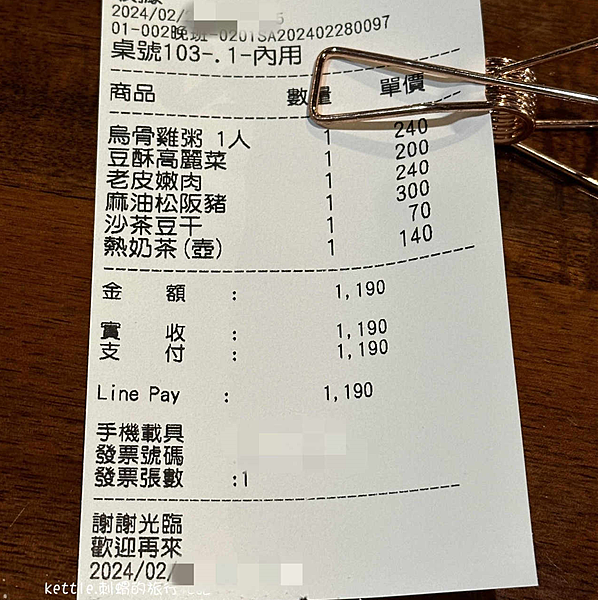 2024/02/
01-002晚班-0201SA202402280097
桌號103-.1-內用
商品 數量 單價
烏骨雞粥 1人 1 240
豆酥高麗菜 1 200
老皮嫩肉 1 240
麻油松阪豬 1 300
沙茶豆干 1 70
熱奶茶(壺) 1 140
金 額 : 1,190
實 收 : 1,190
支 付 : 1,190
Line Pay : 1,190
手機載具
發票號碼
發票張數 :1
謝謝光臨
歡迎再來
2024/02/